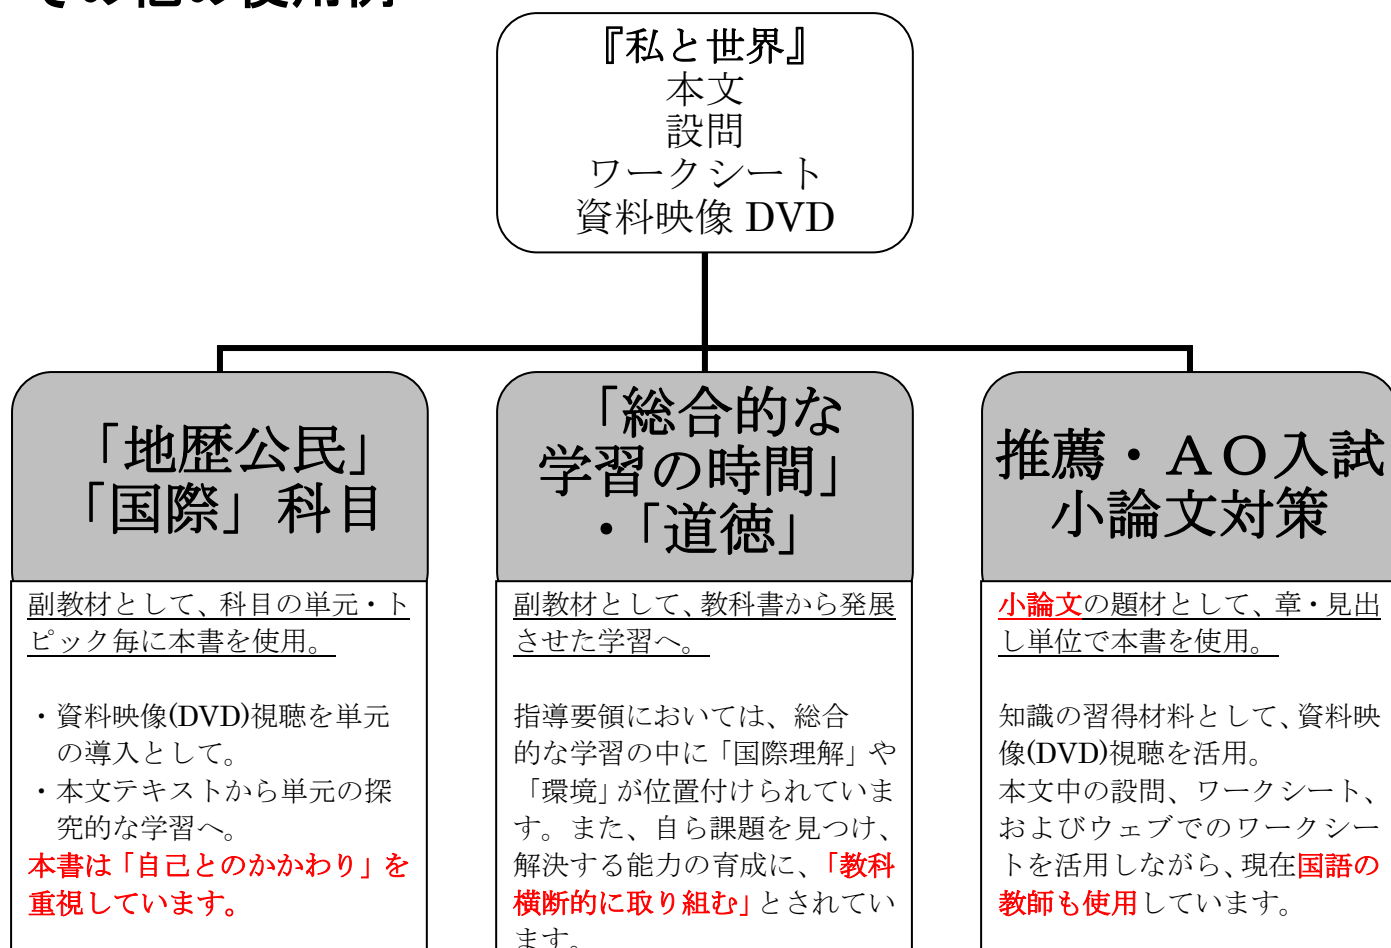 その他の使用例
『私と世界』
本文
設問
ワークシート
資料映像 DVD
「地歴公民」
「国際」科目
副教材として、科目の単元・ト
ピック毎に本書を使用。
・資料映像(DVD)視聴を単元
の導入として。
・本文テキストから単元の探
究的な学習へ。
本書は「自己とのかかわり」を
重視しています。
「総合的な
学習の時間」
・「道徳」
副教材として、教科書から発展
させた学習へ。
指導要領においては、総合
的な学習の中に「国際理解」や
「環境」が位置付けられていま
す。また、自ら課題を見つけ、
解決する能力の育成に、「教科
横断的に取り組む」とされてい
ます。
推薦・ＡＯ入試
小論文対策
小論文の題材として、章・見出
し単位で本書を使用。
知識の習得材料として、資料映
像(DVD)視聴を活用。
本文中の設問、ワークシート、
およびウェブでのワークシー
トを活用しながら、現在国語の
教師も使用しています。